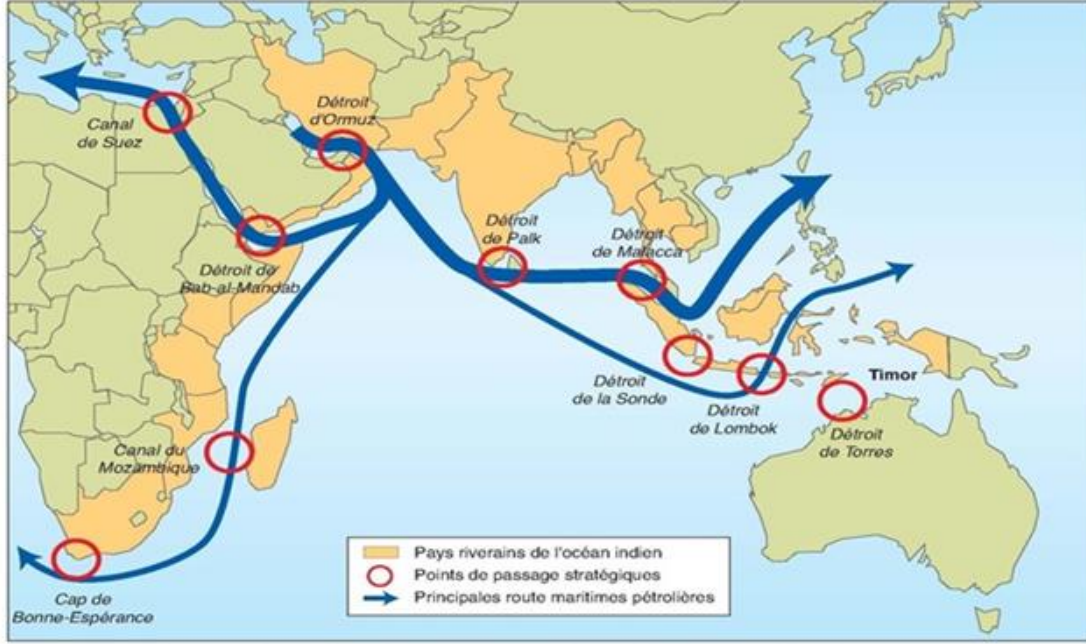 Canal
de Suez
Détroit
d'Ormuz
Détroit de
Bab-al-Mandab
Détroit
de Palk
Détroit
de Malacca
Détroit
de la Sonde
Détroit
de Lombok
Timor
Détroit
de Torres
Canal du
Mozambique
Cap de
Bonne-Espérance
Pays riverains de l'océan indien
Points de passage stratégiques
Principales route maritimes pétrolières